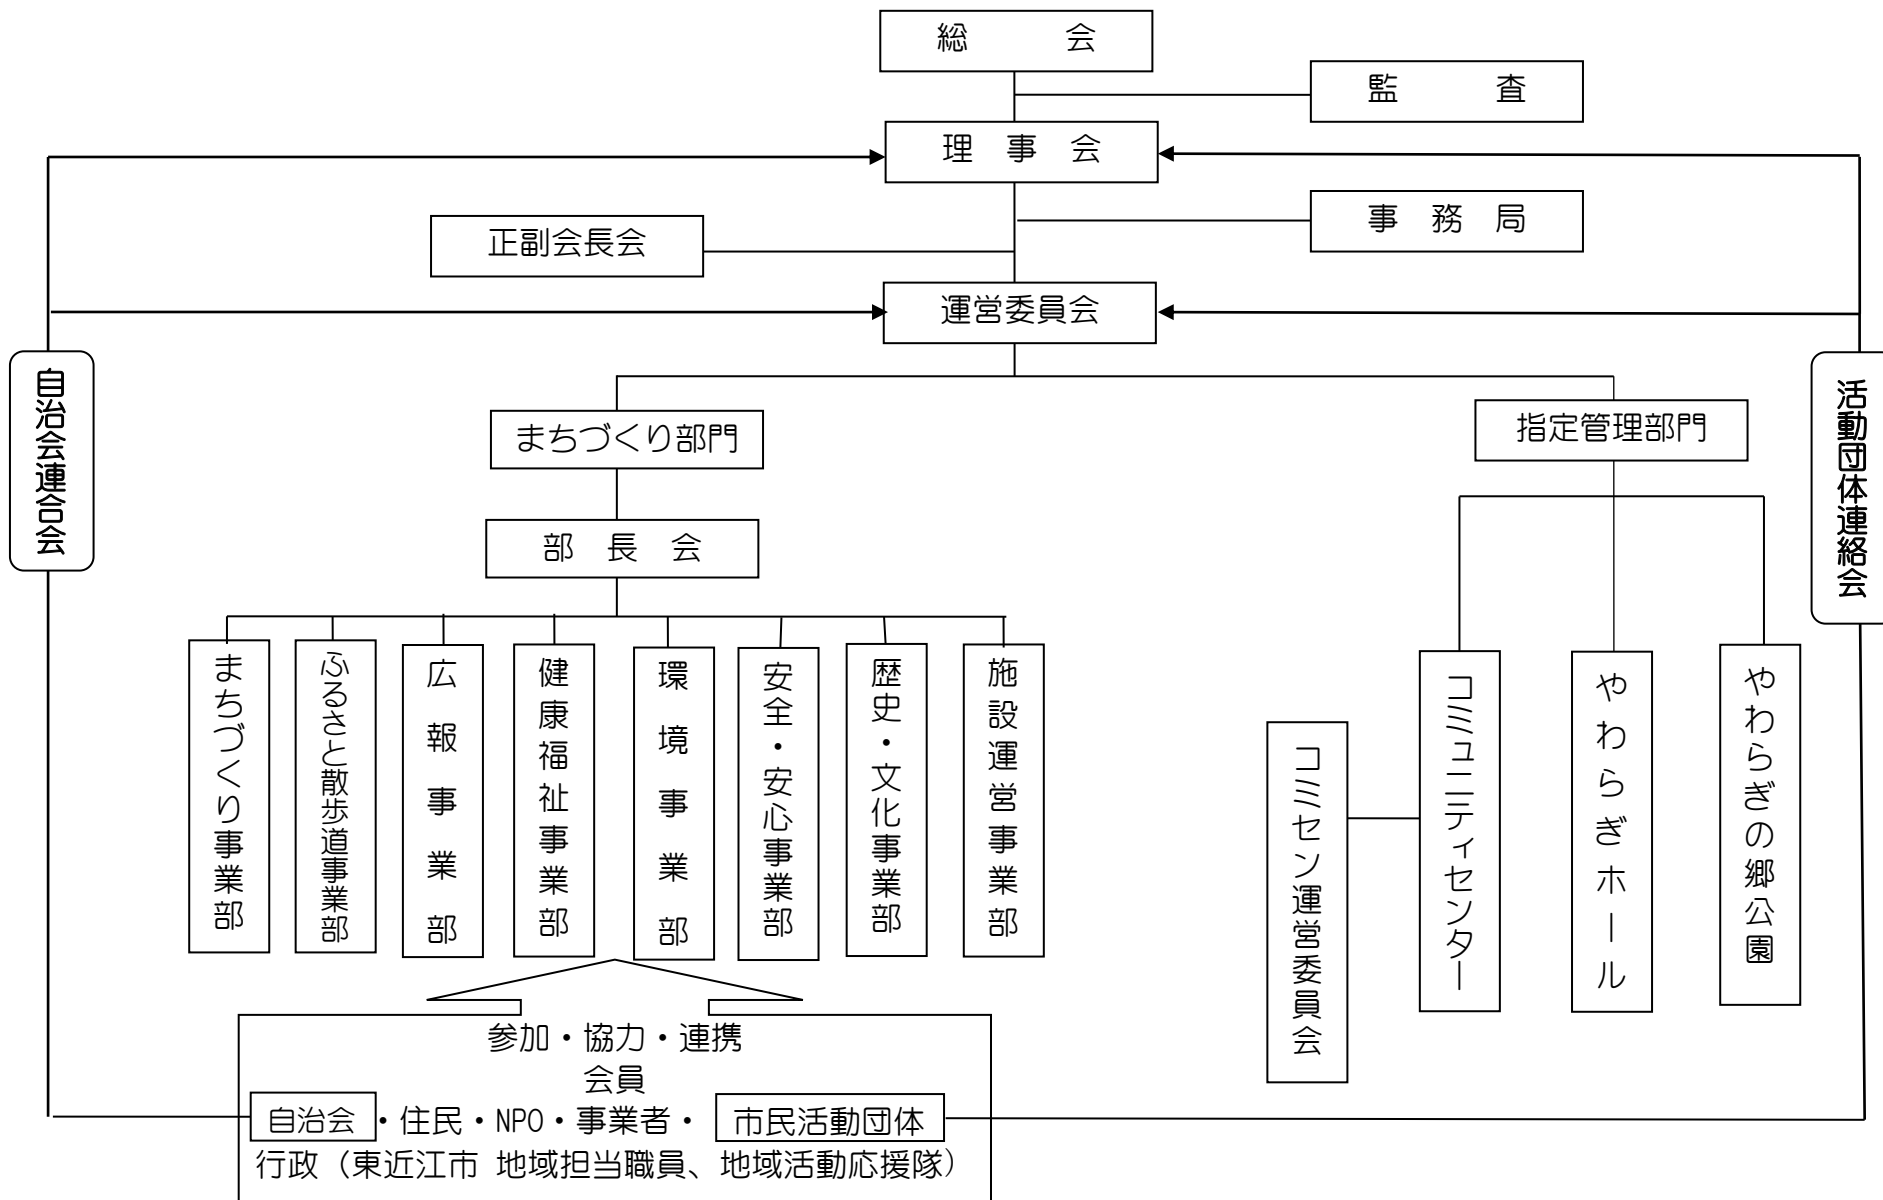 総　会
監　査
理　事　会
事　務　局
正副会長会
運営委員会
自治会連合会
活動団体連絡会
まちづくり部門
指定管理部門
部　長　会
まちづくり事業部
ふるさと散歩道事業部
広報事業部
健康福祉事業部
環境事業部
安全・安心事業部
歴史・文化事業部
施設運営事業部
コミセン運営委員会
コミュニティセンター
やわらぎホール
やわらぎの郷公園
参加・協力・連携
会員
自治会・住民・NPO・事業者・市民活動団体
行政（東近江市 地域担当職員、地域活動応援隊）